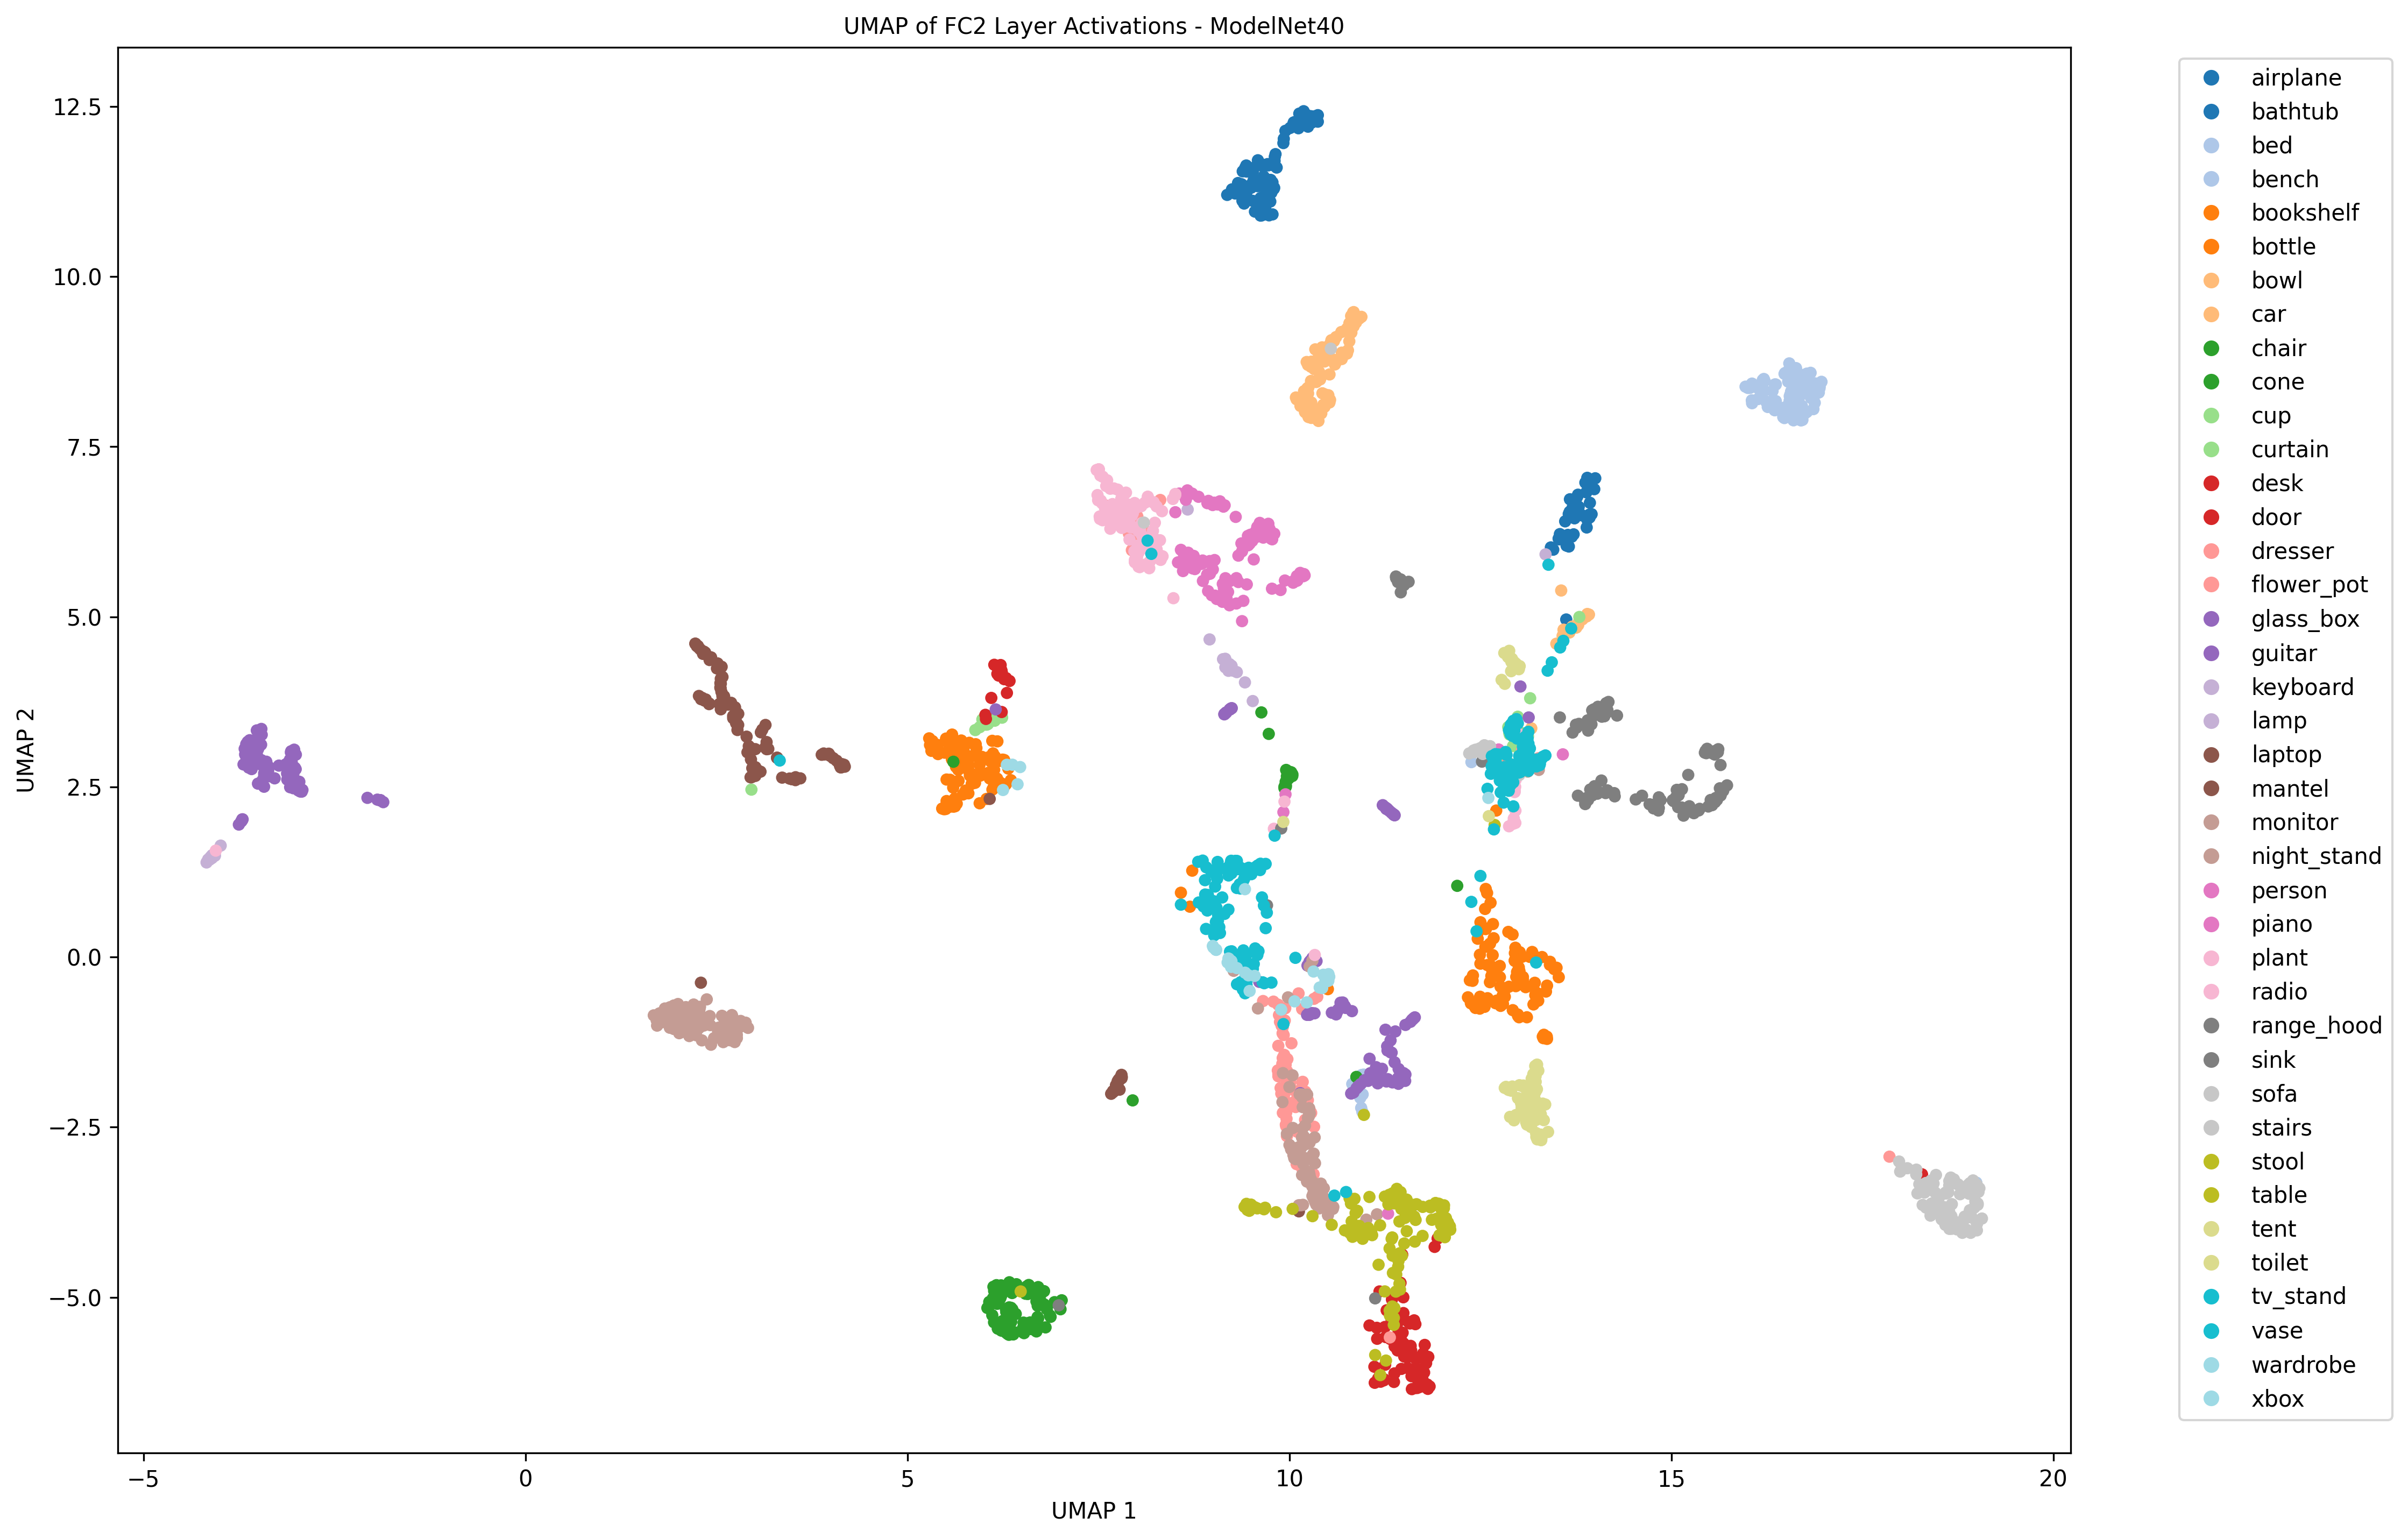 UMAP of FC2 Layer Activations - ModelNet40
12.5
10.0
7.5
5.0
2.5
0.0
−2.5
−5.0
UMAP 2
−5
0
5
10
15
20
UMAP 1
airplane
bathtub
bed
bench
bookshelf
bottle
bowl
car
chair
cone
cup
curtain
desk
door
dresser
flower_pot
glass_box
guitar
keyboard
lamp
laptop
mantel
monitor
night_stand
person
piano
plant
radio
range_hood
sink
sofa
stairs
stool
table
tent
toilet
tv_stand
vase
wardrobe
xbox